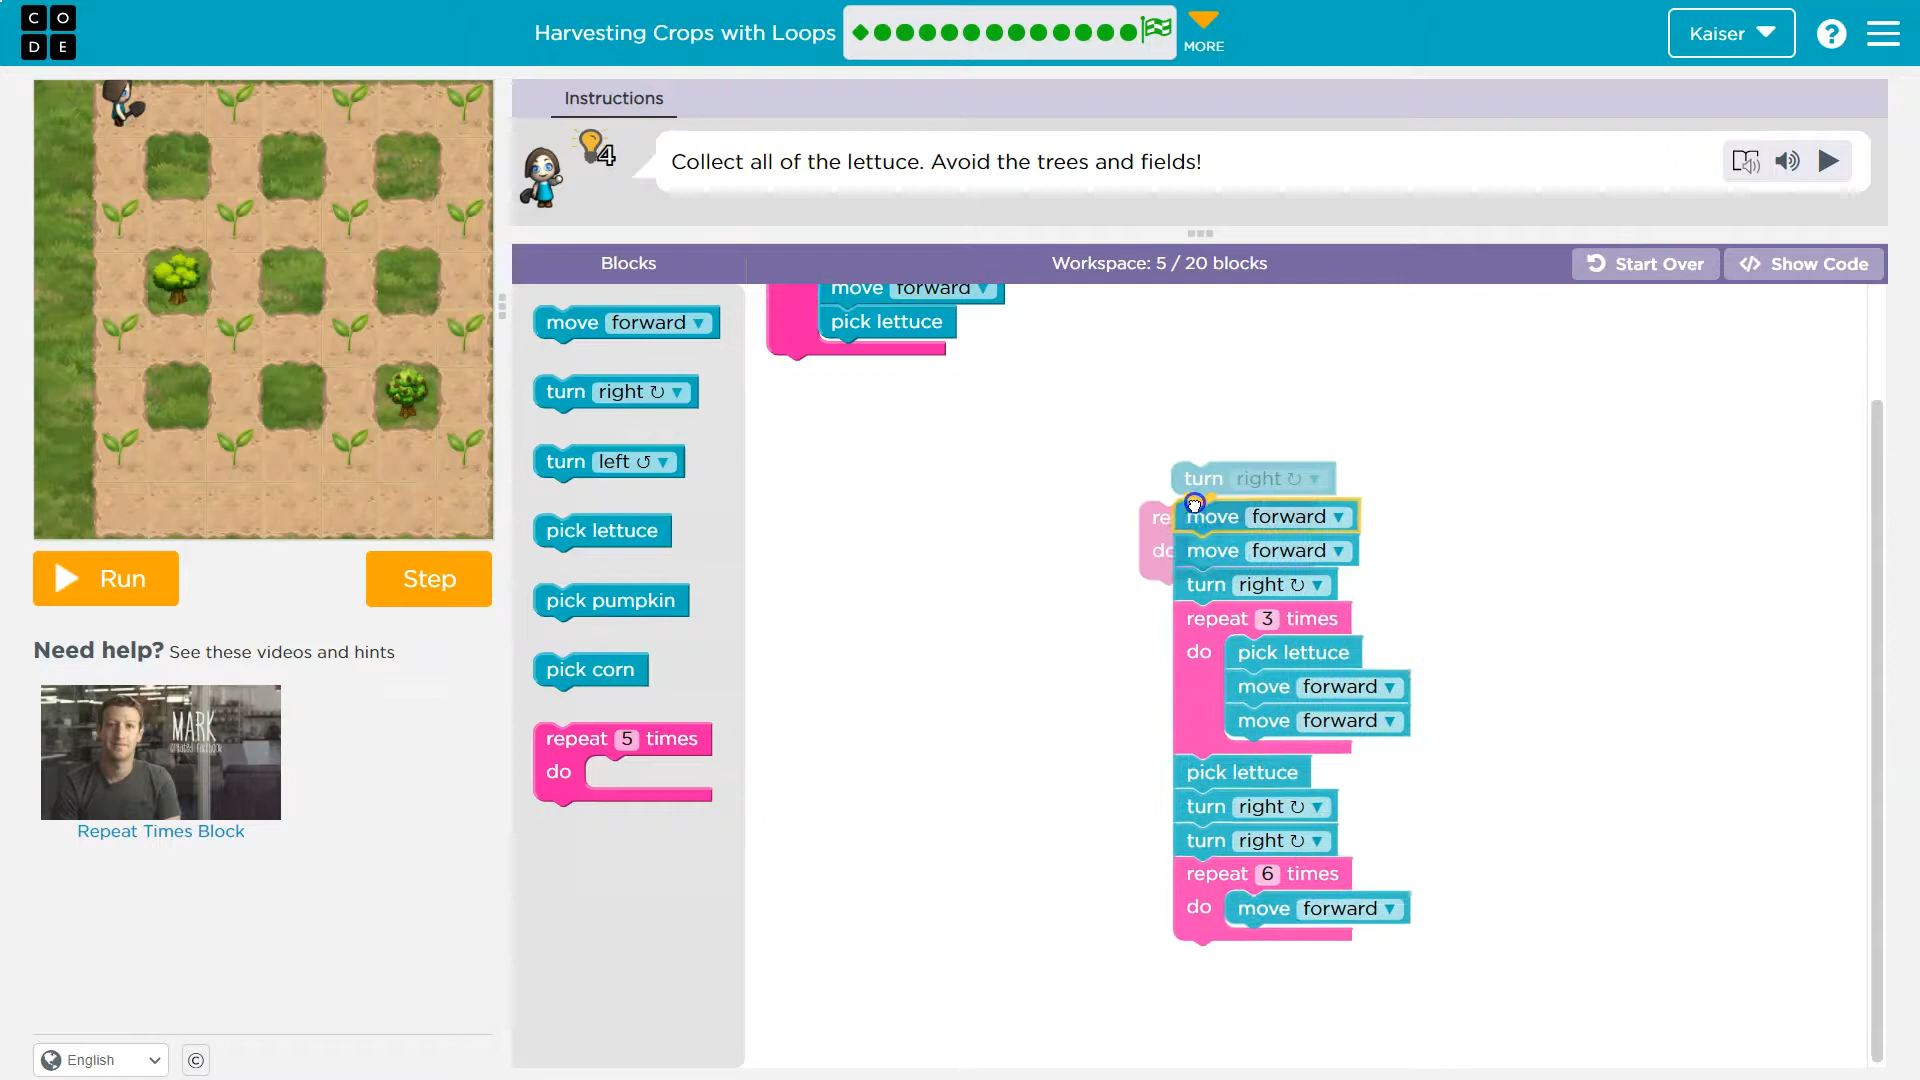 C O
D E
Harvesting Crops with Loops
MORE
Kaiser
?
Instructions
4
Collect all of the lettuce. Avoid the trees and fields!
Blocks
Workspace: 5 / 20 blocks
Start Over
Show Code
move forward
turn right
turn left
pick lettuce
pick pumpkin
pick corn
repeat 5 times
do
move forward
pick lettuce
turn right
re
do
move forward
move forward
turn right
repeat 3 times
do pick lettuce
move forward
move forward
pick lettuce
turn right
turn right
repeat 6 times
do move forward
Run
Step
Need help? See these videos and hints
MARK
Repeat Times Block
English
©